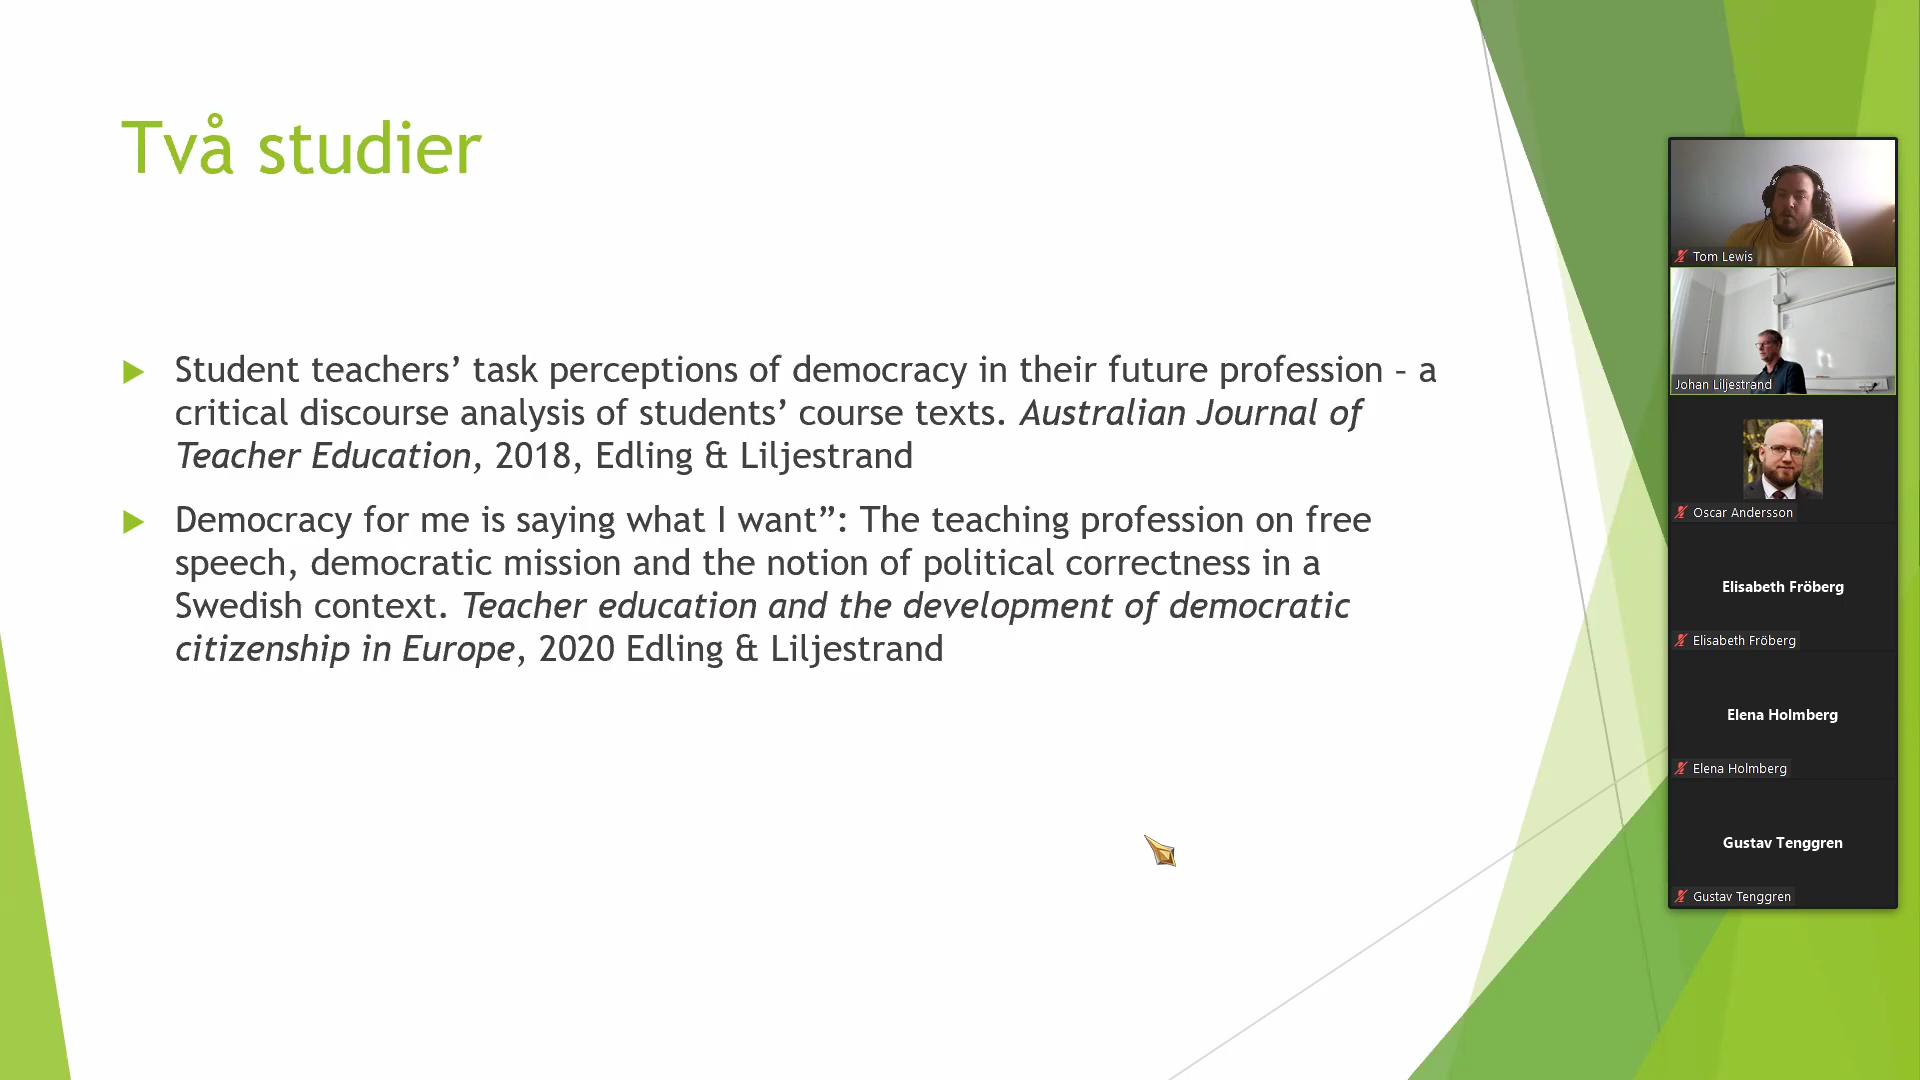 Två studier
Student teachers’ task perceptions of democracy in their future profession – a
critical discourse analysis of students’ course texts. Australian Journal of
Teacher Education, 2018, Edling & Liljestrand
Democracy for me is saying what I want”: The teaching profession on free
speech, democratic mission and the notion of political correctness in a
Swedish context. Teacher education and the development of democratic
citizenship in Europe, 2020 Edling & Liljestrand
Tom Lewis
Johan Liljestrand
Oscar Andersson
Elisabeth Fröberg
Elisabeth Fröberg
Elena Holmberg
Elena Holmberg
Gustav Tenggren
Gustav Tenggren